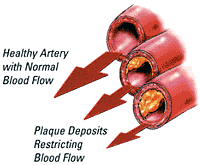 Healthy Artery
with Normal
Blood Flow
Plaque Deposits
Restricting
Blood Flow